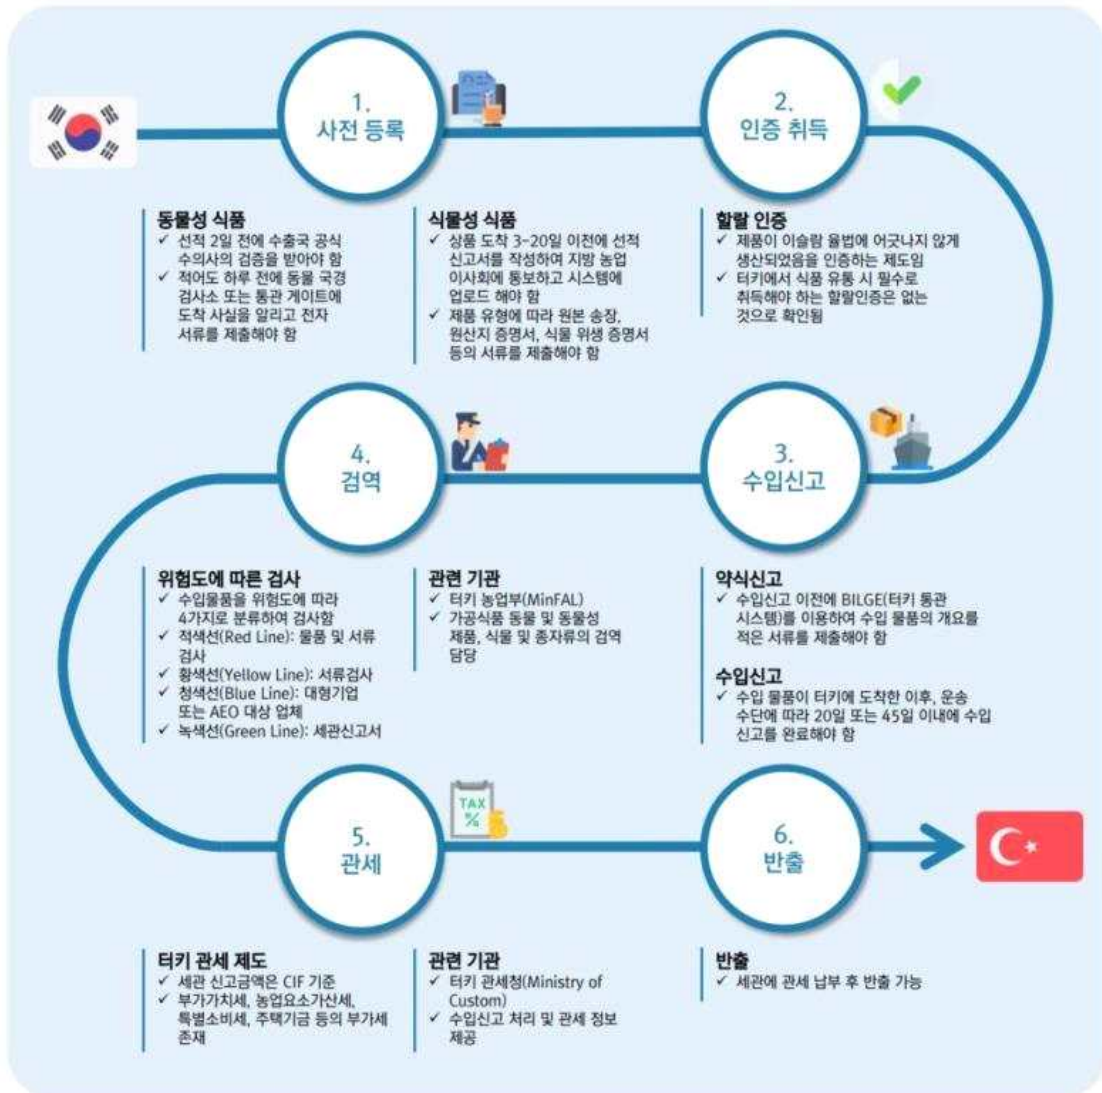 1.
사전 등록
2.
인증 취득
동물성 식품
✓ 선적 2일 전에 수출국 공식
수의사의 검증을 받아야 함
✓ 적어도 하루 전에 동물 국경
검사소 또는 통관 게이트에
도착 사실을 알리고 전자
서류를 제출해야 함
식물성 식품
✓ 상품 도착 3-20일 이전에 선적
신고서를 작성하여 지방 농업
이사회에 통보하고 시스템에
업로드 해야 함
✓ 제품 유형에 따라 원본 송장,
원산지 증명서, 식물 위생 증명서
등의 서류를 제출해야 함
할랄 인증
✓ 제품이 이슬람 율법에 어긋나지 않게
생산되었음을 인증하는 제도임
✓ 터키에서 식품 유통 시 필수로
취득해야 하는 할랄인증은 없는
것으로 확인됨
4.
검역
3.
수입신고
위험도에 따른 검사
✓ 수입물품을 위험도에 따라
4가지로 분류하여 검사함
✓ 적색선(Red Line): 물품 및 서류
검사
✓ 황색선(Yellow Line): 서류검사
✓ 청색선(Blue Line): 대형기업
또는 AEO 대상 업체
✓ 녹색선(Green Line): 세관신고서
관련 기관
✓ 터키 농업부(MinFAL)
✓ 가공식품 동물 및 동물성
제품, 식물 및 종자류의 검역
담당
약식신고
✓ 수입신고 이전에 BILGE(터키 통관
시스템)를 이용하여 수입 물품의 개요를
적은 서류를 제출해야 함
수입신고
✓ 수입 물품이 터키에 도착한 이후, 운송
수단에 따라 20일 또는 45일 이내에 수입
신고를 완료해야 함
TAX
%
5.
관세
6.
반출
터키 관세 제도
✓ 세관 신고금액은 CIF 기준
✓ 부가가치세, 농업요소가산세,
특별소비세, 주택기금 등의 부가세
존재
관련 기관
✓ 터키 관세청(Ministry of
Custom)
✓ 수입신고 처리 및 관세 정보
제공
반출
✓ 세관에 관세 납부 후 반출 가능